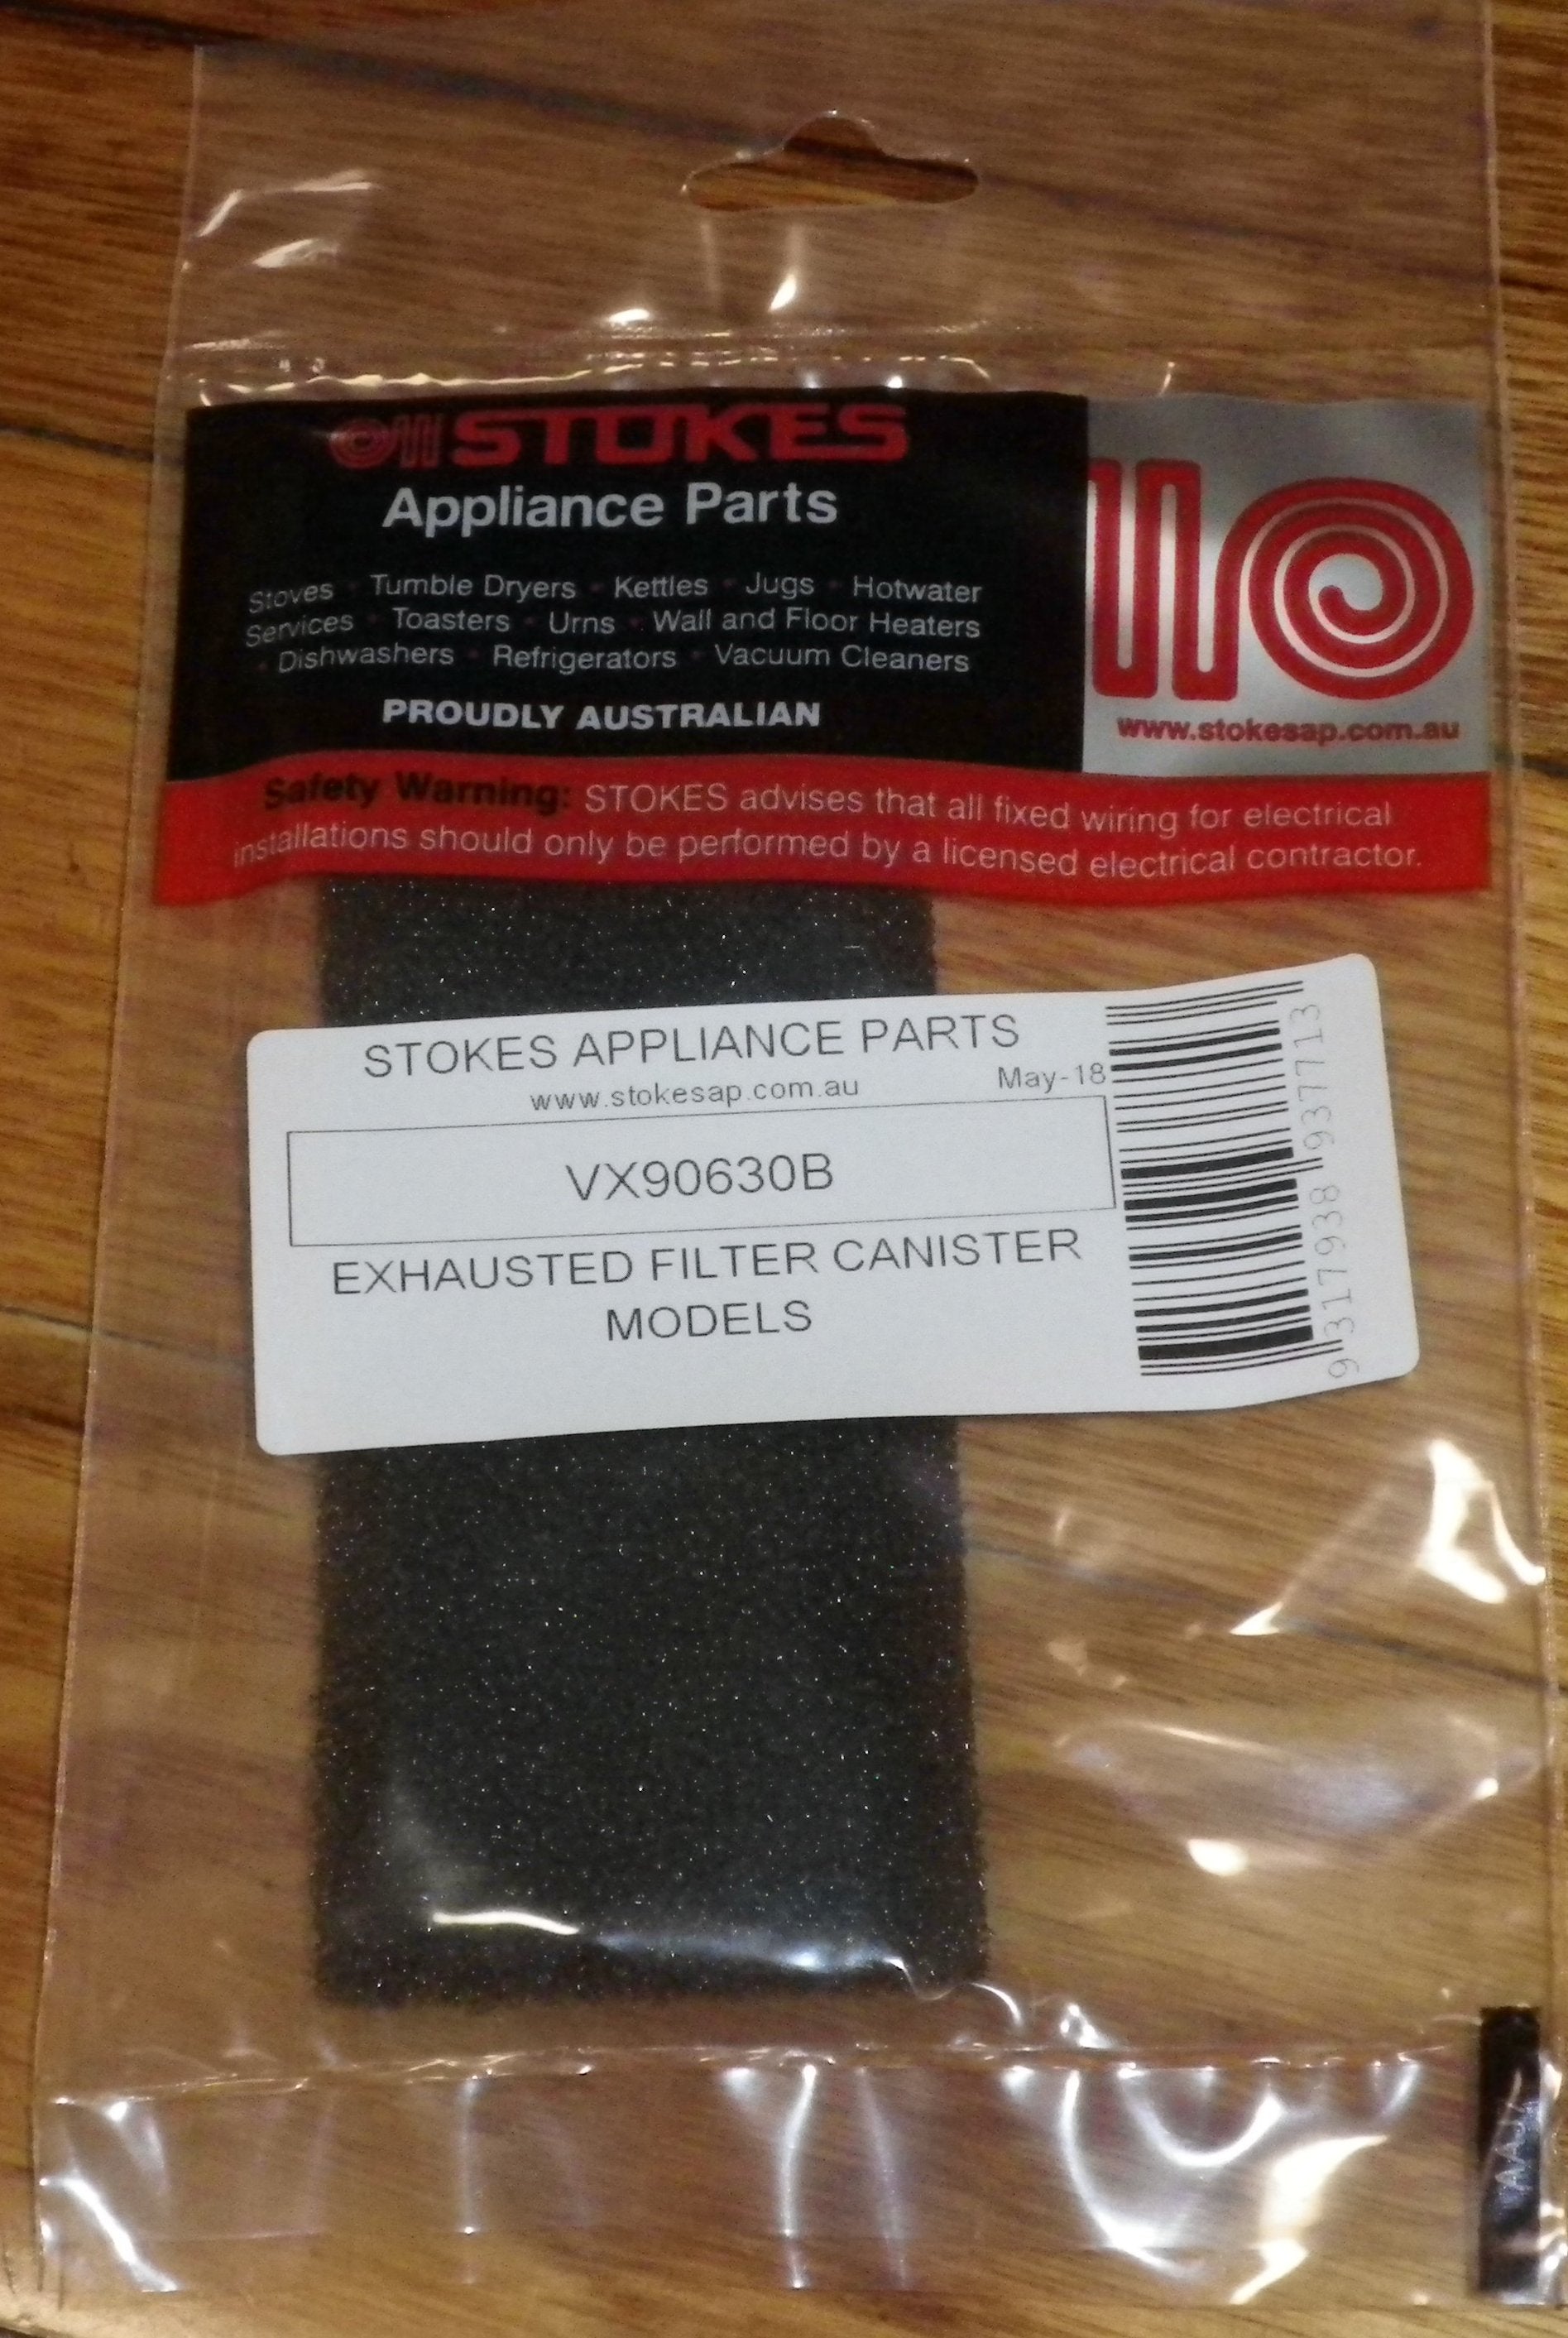 STOKES
Appliance Parts
Stoves · Tumble Dryers · Kettles · Jugs · Hotwater
Services · Toasters · Urns · Wall and Floor Heaters
· Dishwashers · Refrigerators · Vacuum Cleaners
PROUDLY AUSTRALIAN
www.stokesap.com.au
Safety Warning: STOKES advises that all fixed wiring for electrical
installations should only be performed by a licensed electrical contractor.
STOKES APPLIANCE PARTS
www.stokesap.com.au
May-18
VX90630B
EXHAUSTED FILTER CANISTER
MODELS
9317938 937713